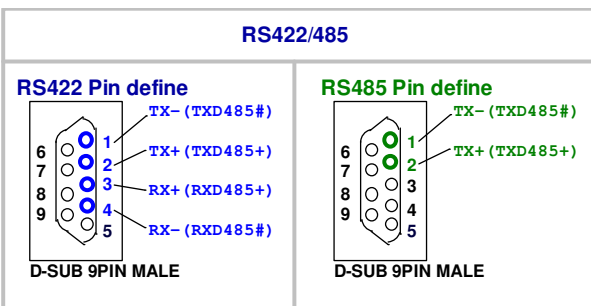 RS422/485
RS422 Pin define
TX-(TXD485#)
1
6
TX+(TXD485+)
2
7
3
RX+(RXD485+)
8
4
9
RX-(RXD485#)
5
D-SUB 9PIN MALE
RS485 Pin define
TX-(TXD485#)
1
6
TX+(TXD485+)
2
7
3
8
4
9
5
D-SUB 9PIN MALE